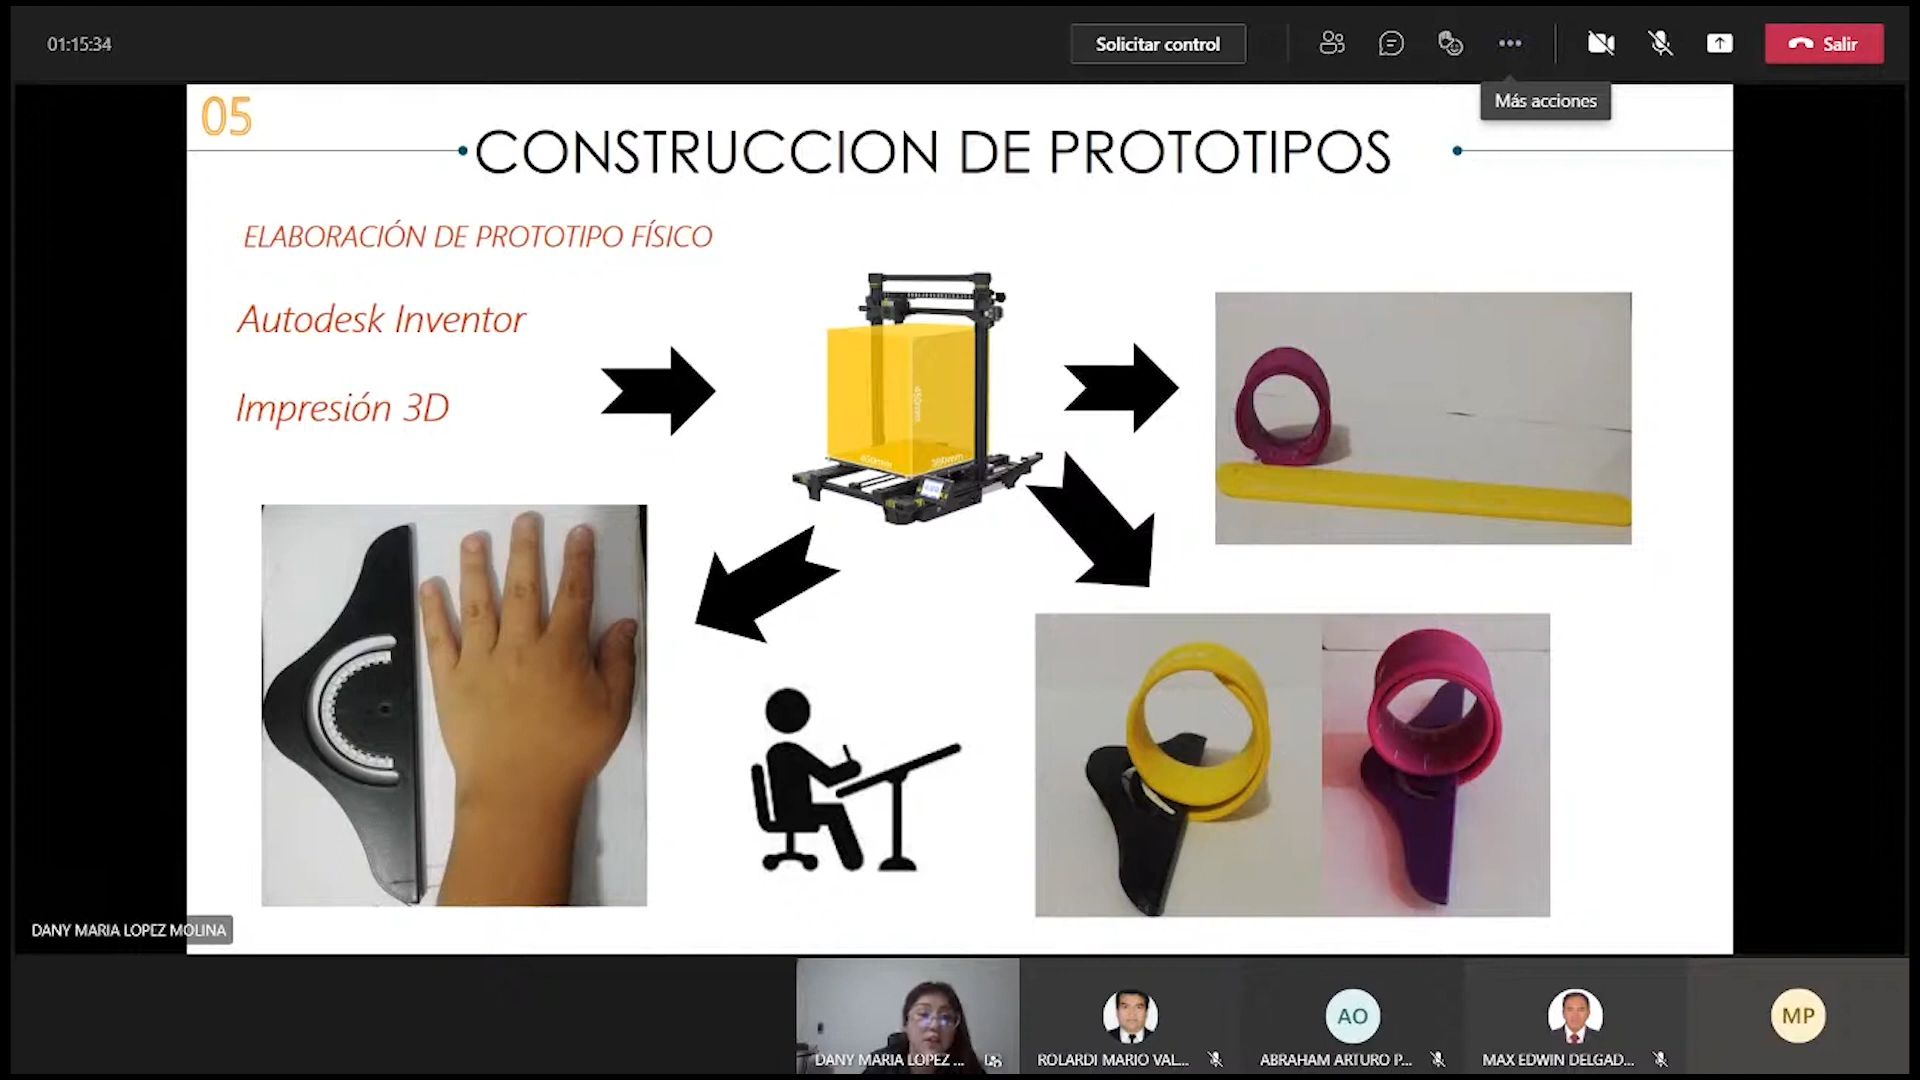 01:15:34
Solicitar control
Salir
Más acciones
05
CONSTRUCCION DE PROTOTIPOS
ELABORACIÓN DE PROTOTIPO FÍSICO
Autodesk Inventor
Impresión 3D
450mm
DANY MARIA LOPEZ MOLINA
DANY MARIA LOPEZ ...
ROLARDI MARIO VAL...
AO
ABRAHAM ARTURO P...
MAX EDWIN DELGAD...
MP